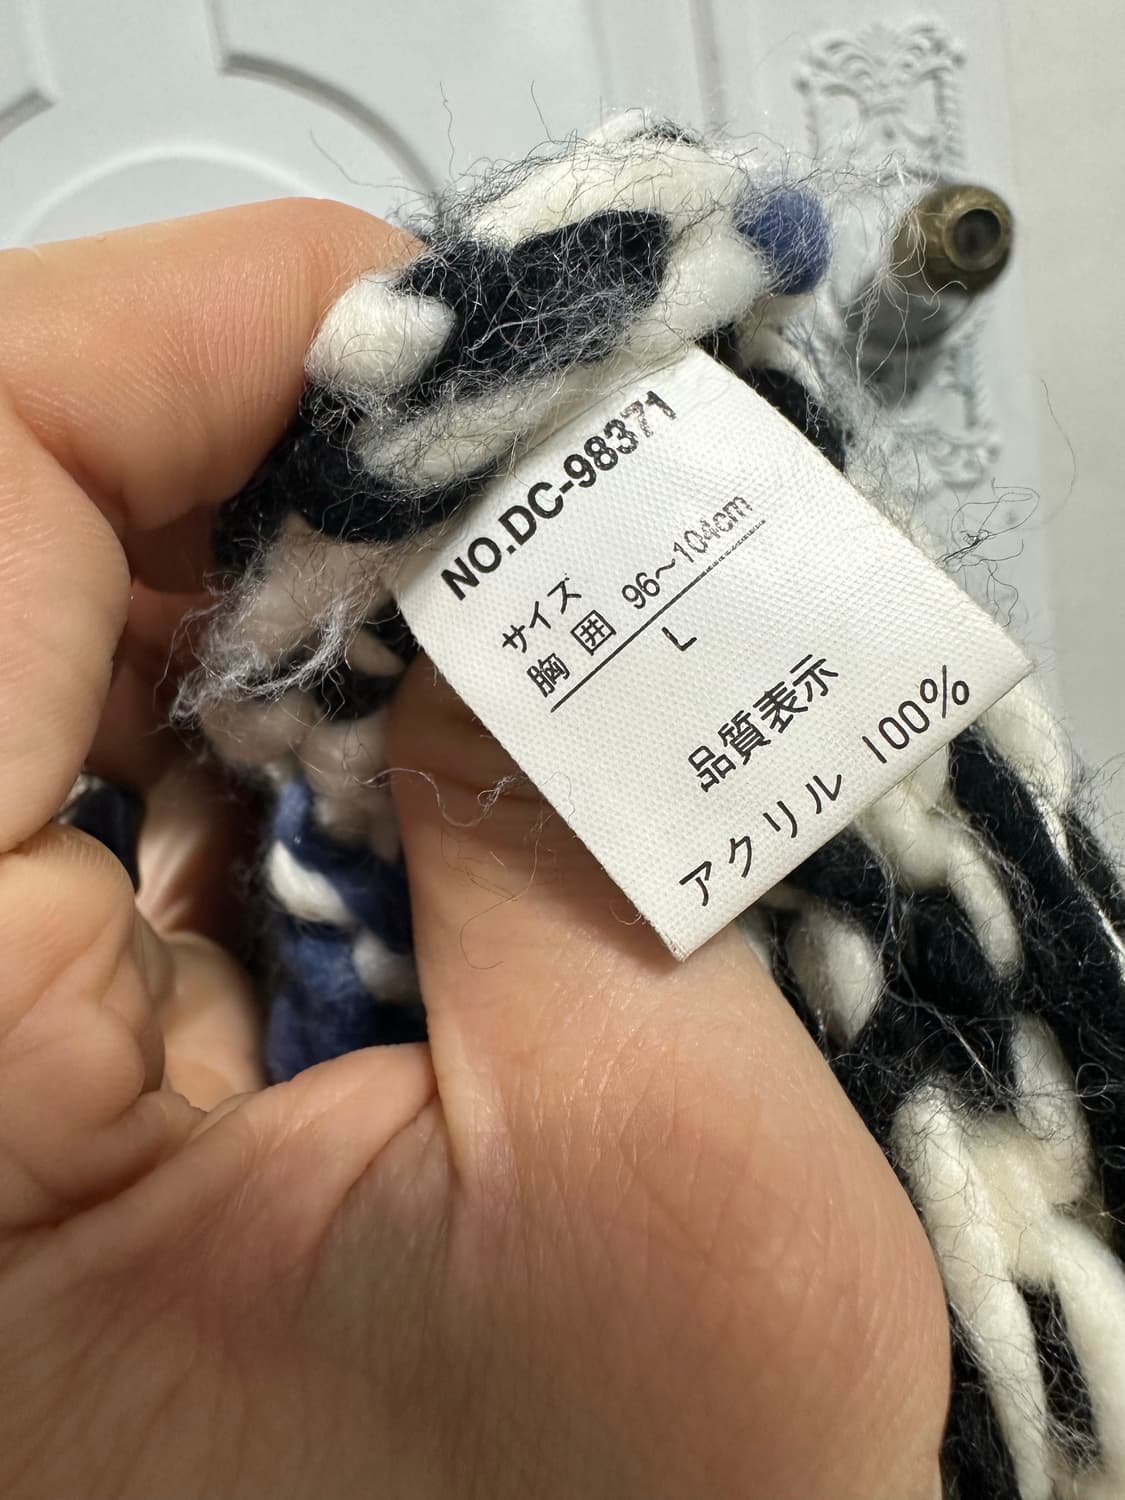 NO.DC-98371
サイズ
胸 囲 96~104cm
L
品質表示
アクリル 100%